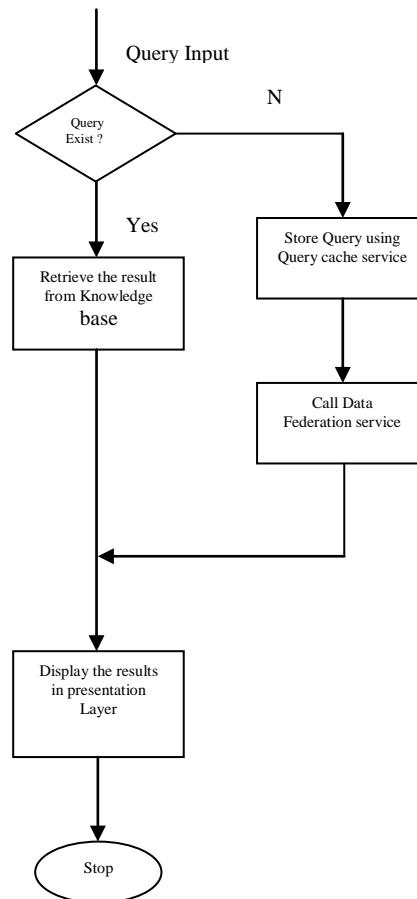 Query Input
N
Query
Exist ?
Yes
Store Query using
Query cache service
Retrieve the result
from Knowledge
base
Call Data
Federation service
Display the results
in presentation
Layer
Stop